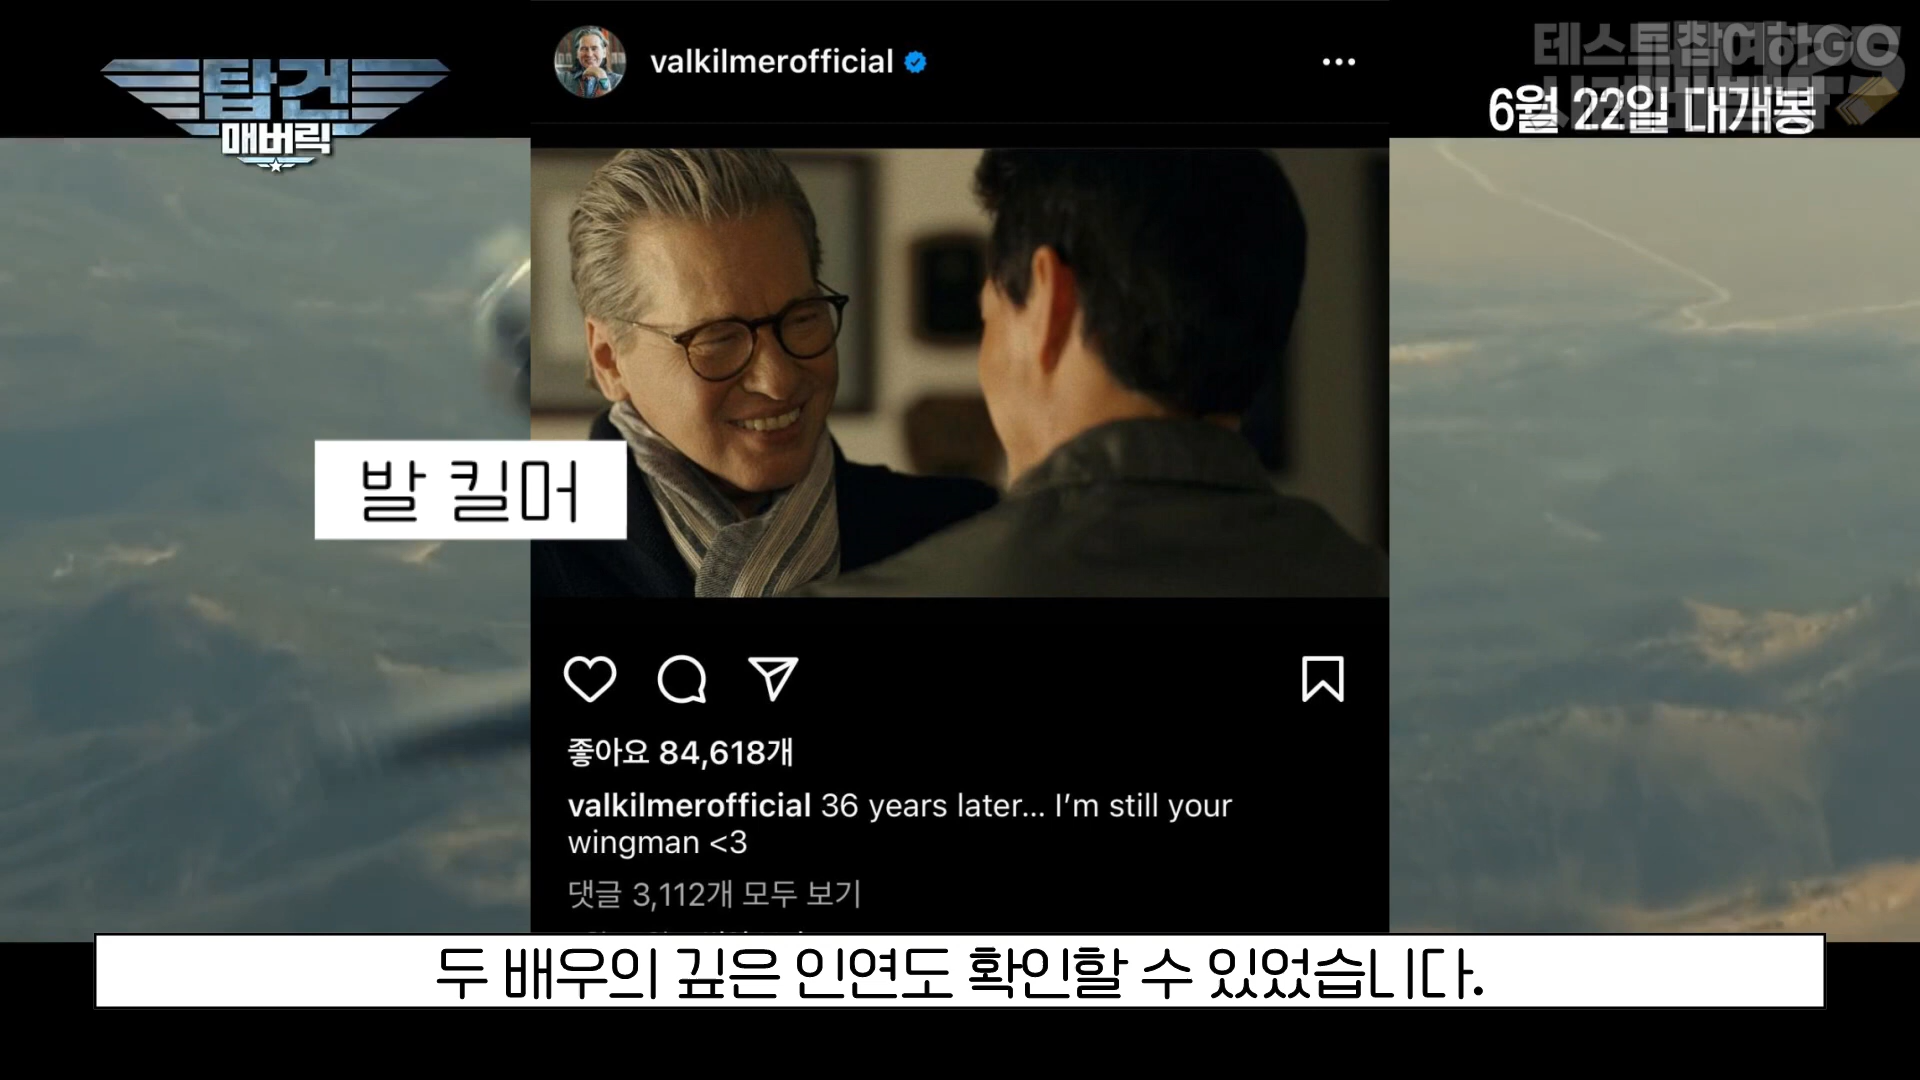 탑건
매버릭
valkilmerofficial
테스트참여하GO
6월 22일 대개봉
발 킬머
좋아요 84,618개
valkilmerofficial 36 years later... I'm still your
wingman <3
댓글 3,112개 모두 보기
두 배우의 깊은 인연도 확인할 수 있었습니다.